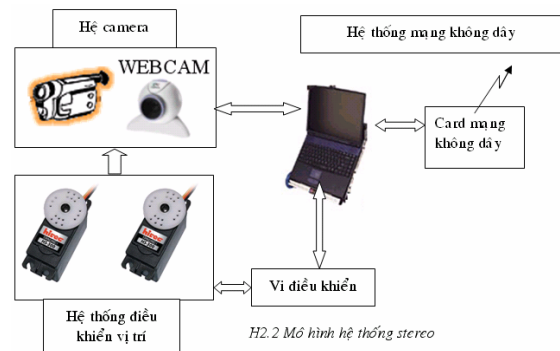 Hệ camera
Hệ thống mạng không dây
WEBCAM
Card mạng
không dây
Vi điều khiển
Hệ thống điều
khiển vị trí
H2.2 Mô hình hệ thống stereo